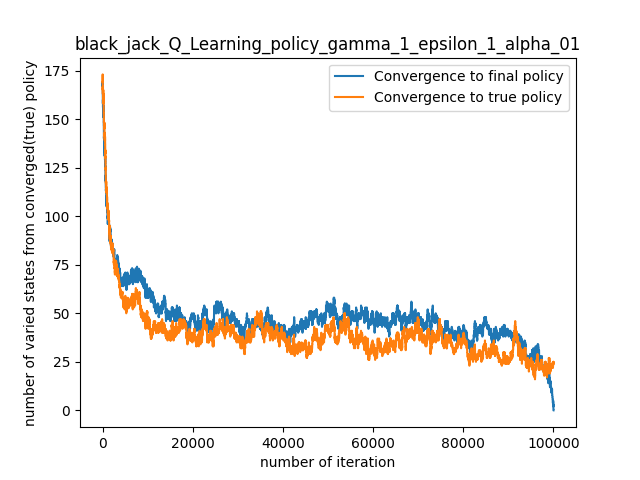 black_jack_Q_Learning_policy_gamma_1_epsilon_1_alpha_01
Convergence to final policy
Convergence to true policy
number of varied states from converged(true) policy
175
150
125
100
75
50
25
0
0 20000 40000 60000 80000 100000
number of iteration